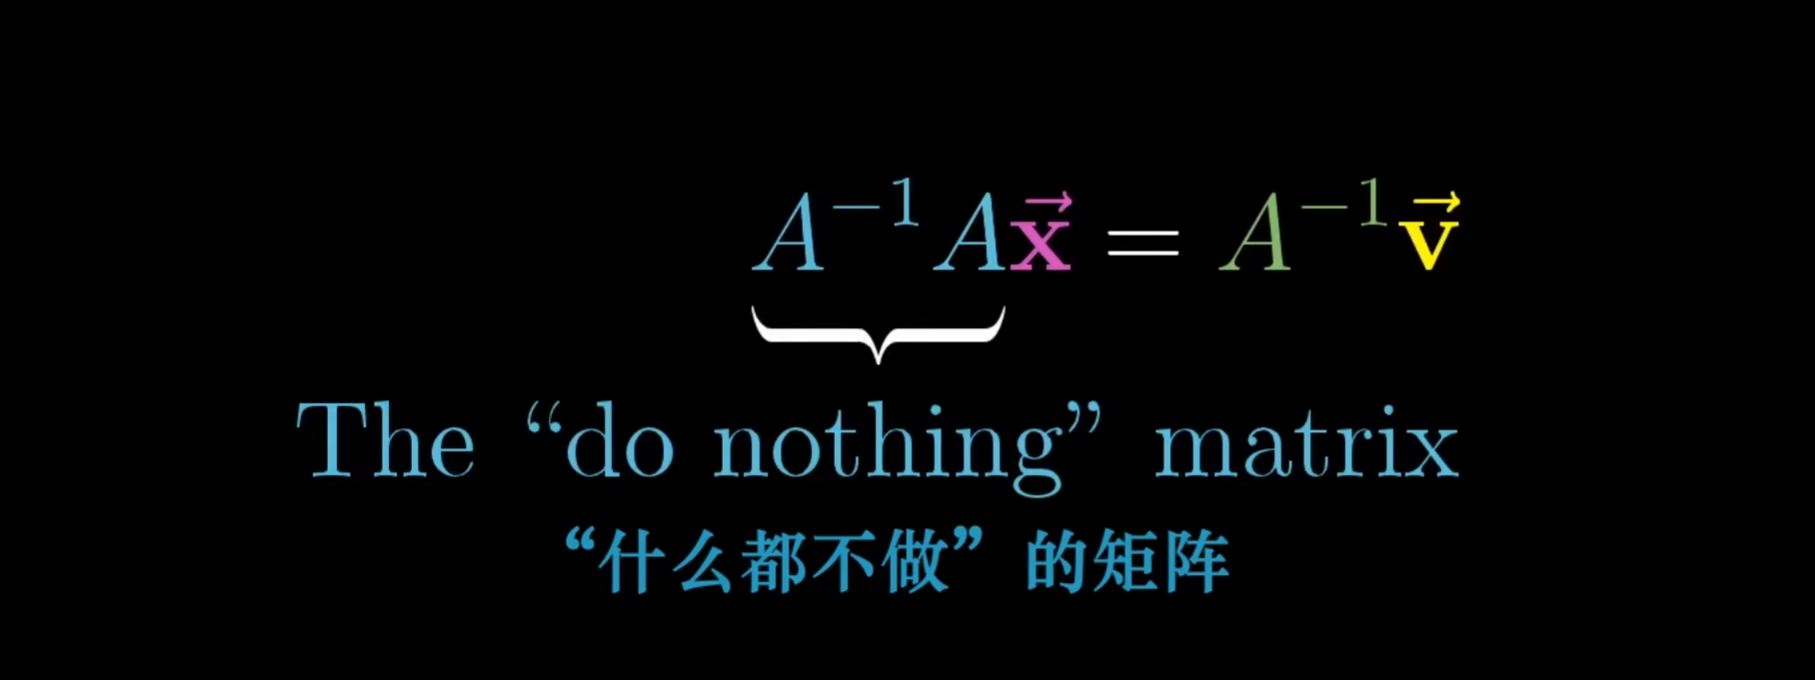 A⁻¹Ax⃗ = A⁻¹v⃗
The “do nothing” matrix
“什么都不做”的矩阵